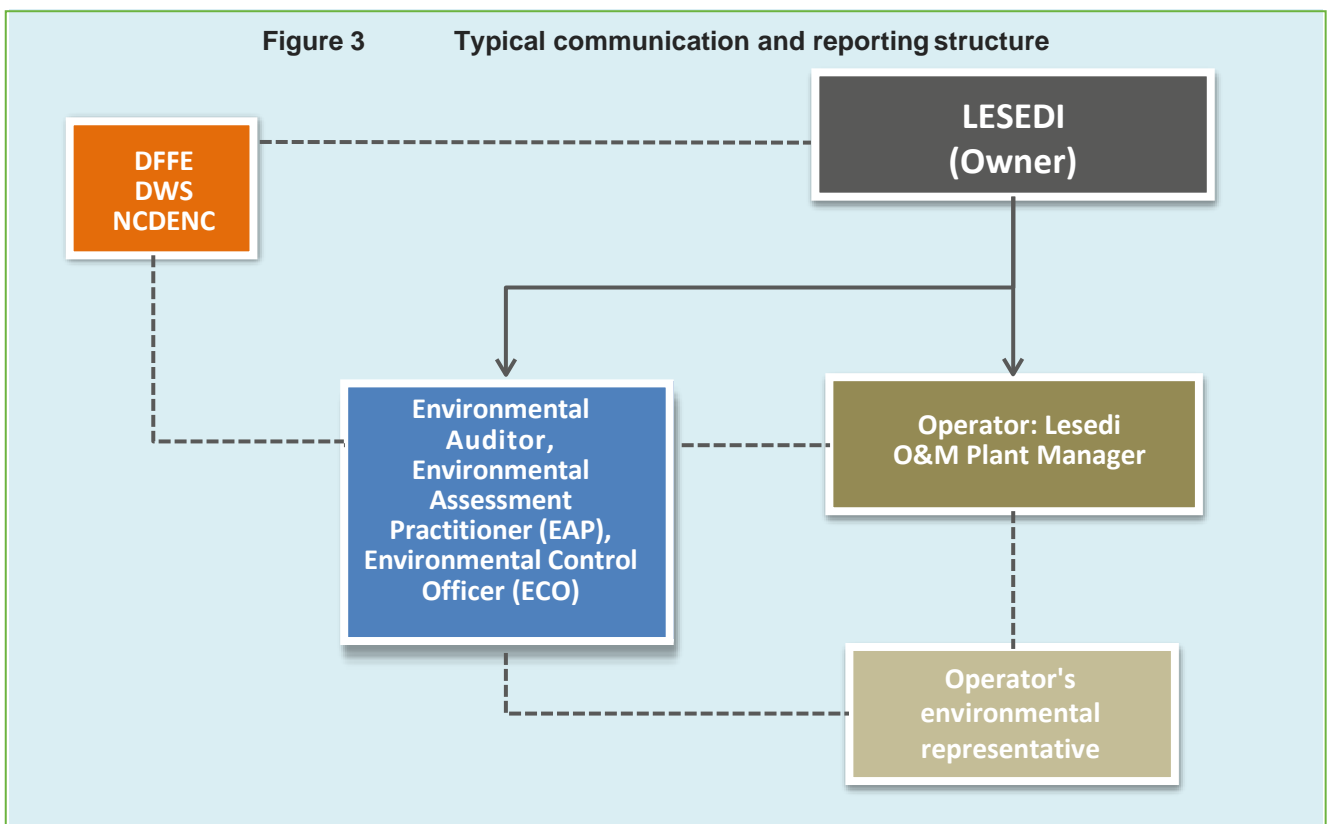 Figure 3 Typical communication and reporting structure
LESEDI
(Owner)
DFFE
DWS
NCDENC
Environmental
Auditor,
Environmental
Assessment
Practitioner (EAP),
Environmental Control
Officer (ECO)
Operator: Lesedi
O&M Plant Manager
Operator's
environmental
representative